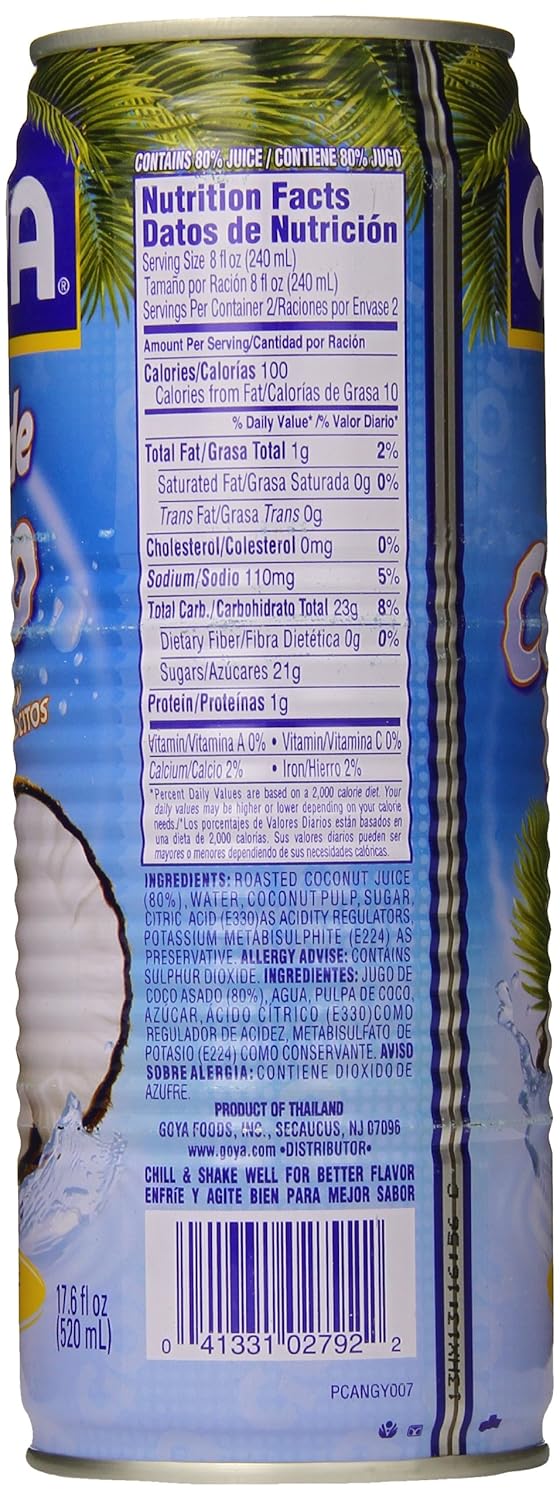 A®
CONTAINS 80% JUICE / CONTIENE 80% JUGO
Nutrition Facts
Datos de Nutrición
Serving Size 8 fl oz (240 mL)
Tamaño por Ración 8 fl oz (240 mL)
Servings Per Container 2/Raciones por Envase 2
Amount Per Serving/Cantidad por Ración
Calories/Calorías 100
Calories from Fat/Calorías de Grasa 10
% Daily Value* /% Valor Diario*
Total Fat/Grasa Total 1g 2%
Saturated Fat/Grasa Saturada 0g 0%
Trans Fat/Grasa Trans 0g
Cholesterol/Colesterol 0mg 0%
Sodium/Sodio 110mg 5%
Total Carb./Carbohidrato Total 23g 8%
Dietary Fiber/Fibra Dietética 0g 0%
Sugars/Azúcares 21g
Protein/Proteínas 1g
Vitamin/Vitamina A 0% • Vitamin/Vitamina C 0%
Calcium/Calcio 2% • Iron/Hierro 2%
*Percent Daily Values are based on a 2,000 calorie diet. Your
daily values may be higher or lower depending on your calorie
needs./*Los porcentajes de Valores Diarios están basados en
una dieta de 2,000 calorías. Sus valores diarios pueden ser
mayores o menores dependiendo de sus necesidades calóricas.
INGREDIENTS: ROASTED COCONUT JUICE
(80%), WATER, COCONUT PULP, SUGAR,
CITRIC ACID (E330)AS ACIDITY REGULATORS,
POTASSIUM METABISULPHITE (E224) AS
PRESERVATIVE. ALLERGY ADVISE: CONTAINS
SULPHUR DIOXIDE. INGREDIENTES: JUGO DE
COCO ASADO (80%), AGUA, PULPA DE COCO,
AZUCAR, ÁCIDO CÍTRICO (E330)COMO
REGULADOR DE ACIDEZ, METABISULFATO DE
POTASIO (E224) COMO CONSERVANTE. AVISO
SOBRE ALERGIA: CONTIENE DIOXIDO DE
AZUFRE.
PRODUCT OF THAILAND
GOYA FOODS, INC., SECAUCUS, NJ 07096
www.goya.com •DISTRIBUTOR•
CHILL & SHAKE WELL FOR BETTER FLAVOR
ENFRÍE Y AGITE BIEN PARA MEJOR SABOR
17.6 fl oz
(520 mL)
0 41331 02792 2
PCANGY007